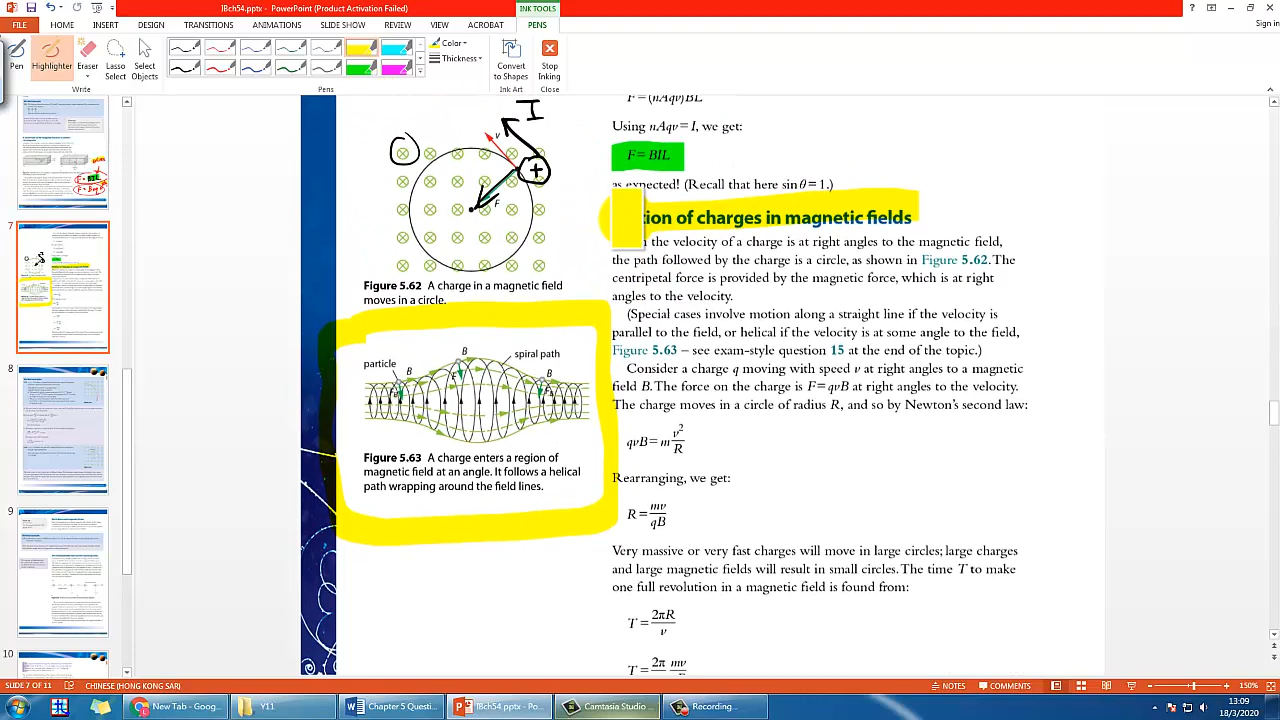 IBch54.pptx - PowerPoint (Product Activation Failed)
INK TOOLS
Sign in
FILE
HOME
INSERT
DESIGN
TRANSITIONS
ANIMATIONS
SLIDE SHOW
REVIEW
VIEW
ACROBAT
PENS
Pen
Highlighter
Eraser
Lasso
Select
Select
Objects
Color
Thickness
Convert
to Shapes
Stop
Inking
Write
Pens
Ink Art
Close
7
8
9
10
I
+
Figure 5.62 A charge in a magnetic field
moves in a circle.
particle
spiral path
B
B
Figure 5.63 A charge enters a region of
magnetic field at an angle. It follows a helical
path wrapping around the field lines.
F = (nAqv)BL
Using nAqv = I, we get
F = BIL
as expected! (Recall, here sin θ = 1.)
tion of charges in magnetic fields
the velocity of a charge is at right angles to the magnetic field,
the path followed by the charge is a circle, as shown in Figure 5.62. The
centripetal force is provided by the magnetic force, which is at right
angles to the velocity.
(Special cases involve motion along a straight line if the velocity is
parallel to the field, or helical if the velocity is at some angle to the field,
Figure 5.63 – see exam-style question 15 at the end of the topic.)
Consider a charge q moving with speed v at right angles to a magnetic
field B. The force on the charge is F = qvB at right angles to the velocity.
The charge moves in a circle of radius R, and so by Newton's second law:
qvB = m v²/R
Rearranging, we get:
R = mv/qB
Very massive or very fast charges will move in large circles; large charges
and large magnetic fields will result in small circles. The time T to make
one full revolution in a magnetic field is found from:
T = 2πR/v
T = 2π mv
SLIDE 7 OF 11
CHINESE (HONG KONG SAR)
NOTES
COMMENTS
150%
New Tab - Goog...
Y11
Chapter 5 Questi...
IBch54.pptx - Po...
Camtasia Studio ...
Recording...
13:09
18/3/2020